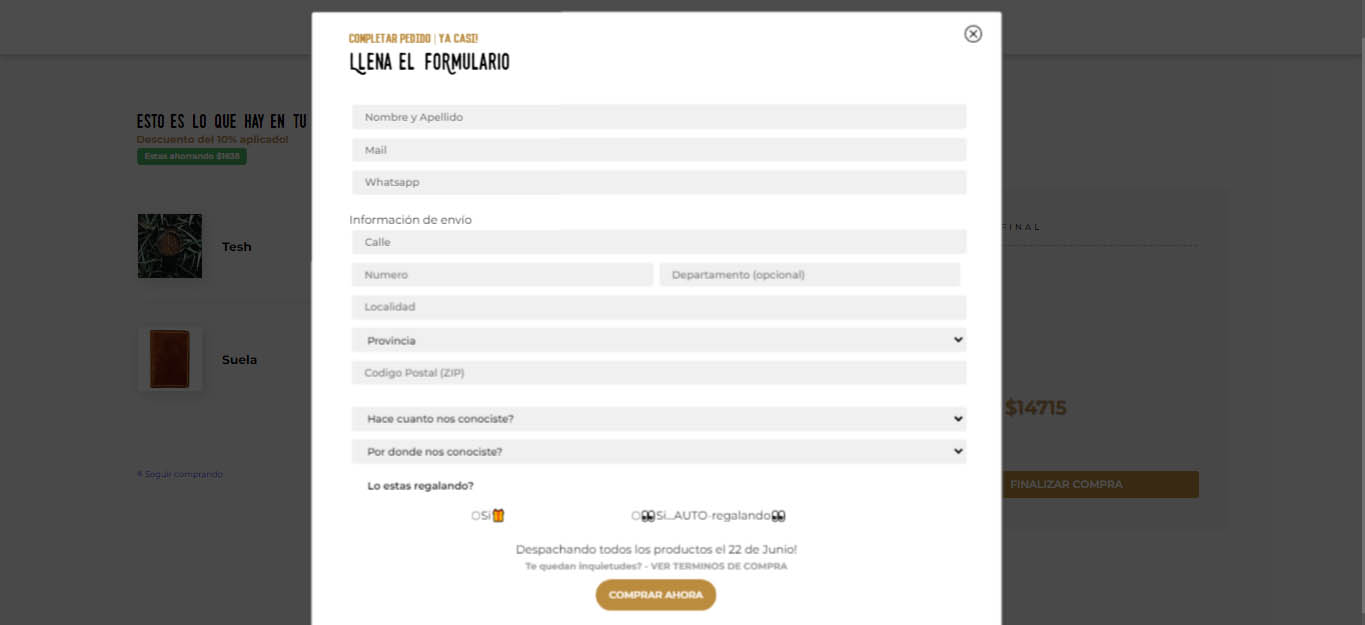 COMPLETAR PEDIDO | YA CASI!
LLENA EL FORMULARIO
Nombre y Apellido
Mail
Whatsapp
Información de envío
Calle
Numero
Departamento (opcional)
Localidad
Provincia
Codigo Postal (ZIP)
Hace cuanto nos conociste?
Por donde nos conociste?
Lo estas regalando?
Si🎁
👀Si...AUTO-regalando👀
Despachando todos los productos el 22 de Junio!
Te quedan inquietudes? - VER TERMINOS DE COMPRA
COMPRAR AHORA
ESTO ES LO QUE HAY EN TU
Descuento del 10% aplicado!
Estas ahorrando $1635
Tesh
Suela
Seguir comprando
FINAL
$14715
FINALIZAR COMPRA